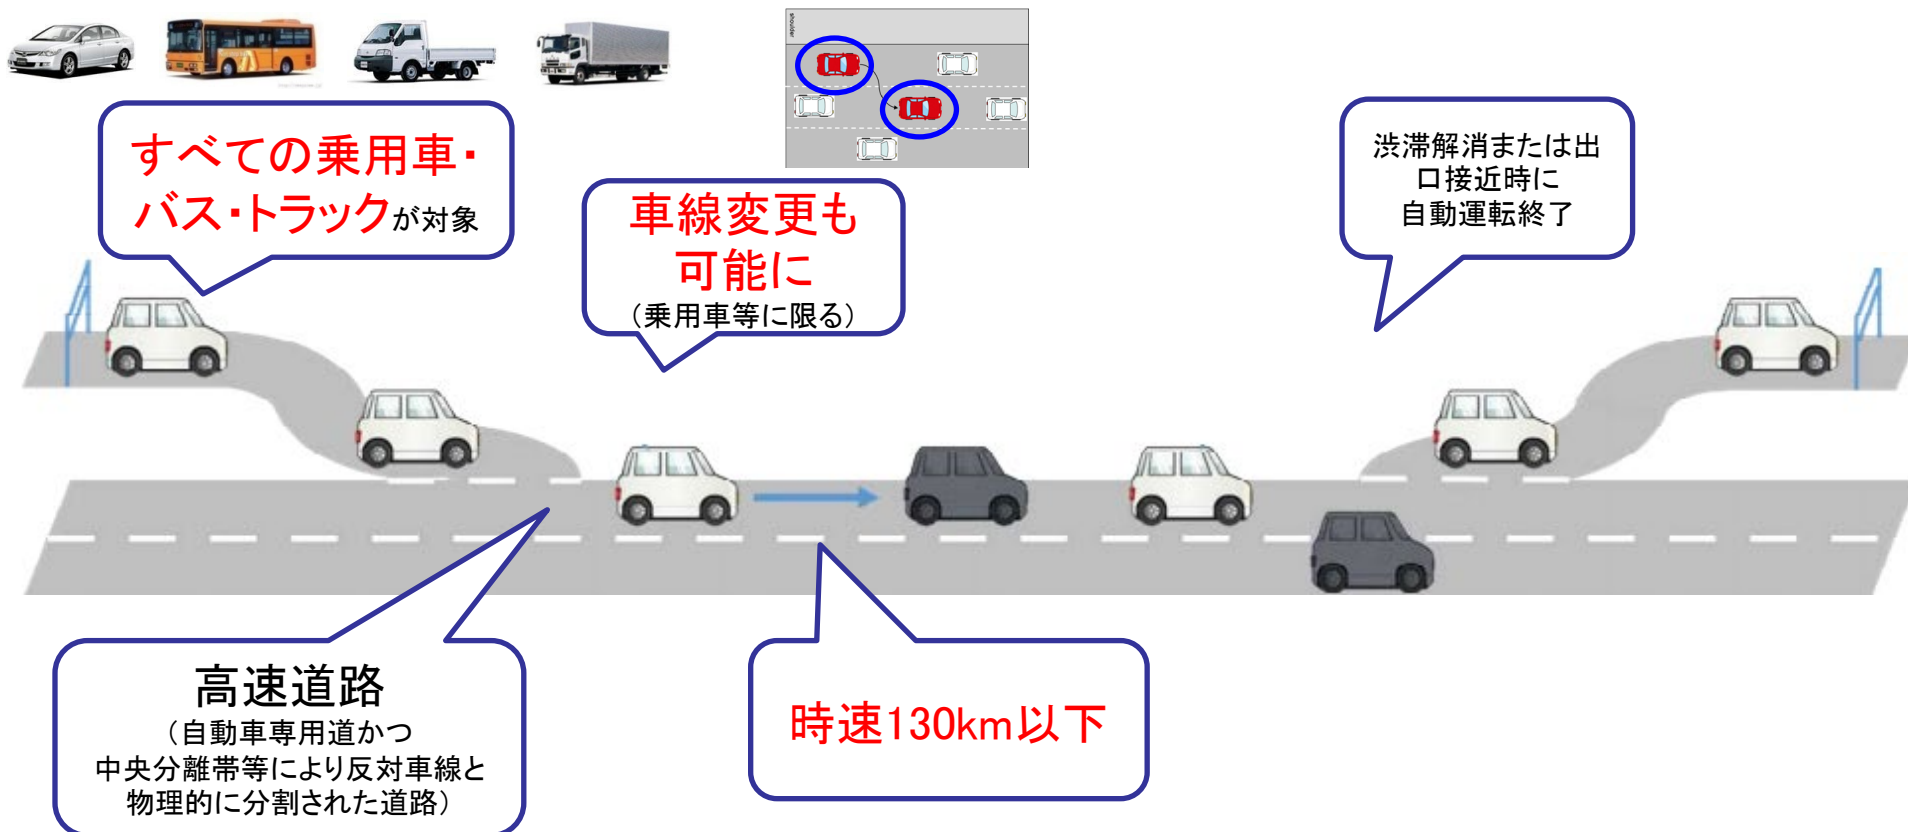 shoulder
すべての乗用車・
バス・トラックが対象
車線変更も
可能に
（乗用車等に限る）
渋滞解消または出
口接近時に
自動運転終了
高速道路
（自動車専用道かつ
中央分離帯等により反対車線と
物理的に分割された道路）
時速130km以下